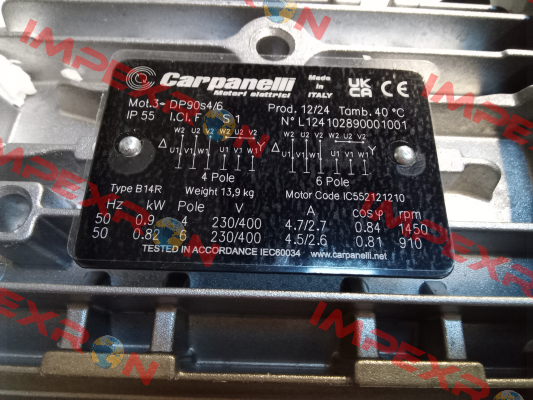 Carpanelli
Motori elettrici
Made in ITALY
UK CA CE
Mot.3~ DP90s4/6 Prod. 12/24 Tamb. 40 °C
IP 55 I.Cl. F S 1 N° L124102890001001
W2 U2 V2 W2 U2 V2 W2 U2 V2 W2 U2 V2
Δ Y Δ Y
U1 V1 W1 U1 V1 W1 U1 V1 W1 U1 V1 W1
4 Pole 6 Pole
Type B14R Weight 13,9 kg Motor Code IC552121210
Hz kW Pole V A cosφ rpm
50 0.9 4 230/400 4.7/2.7 0.84 1450
50 0.82 6 230/400 4.5/2.6 0.81 910
TESTED IN ACCORDANCE IEC60034 www.carpanelli.net
IMPEXRON
IMPEXRON
IMPEXRON
IMPEXRON
IMPEXRON